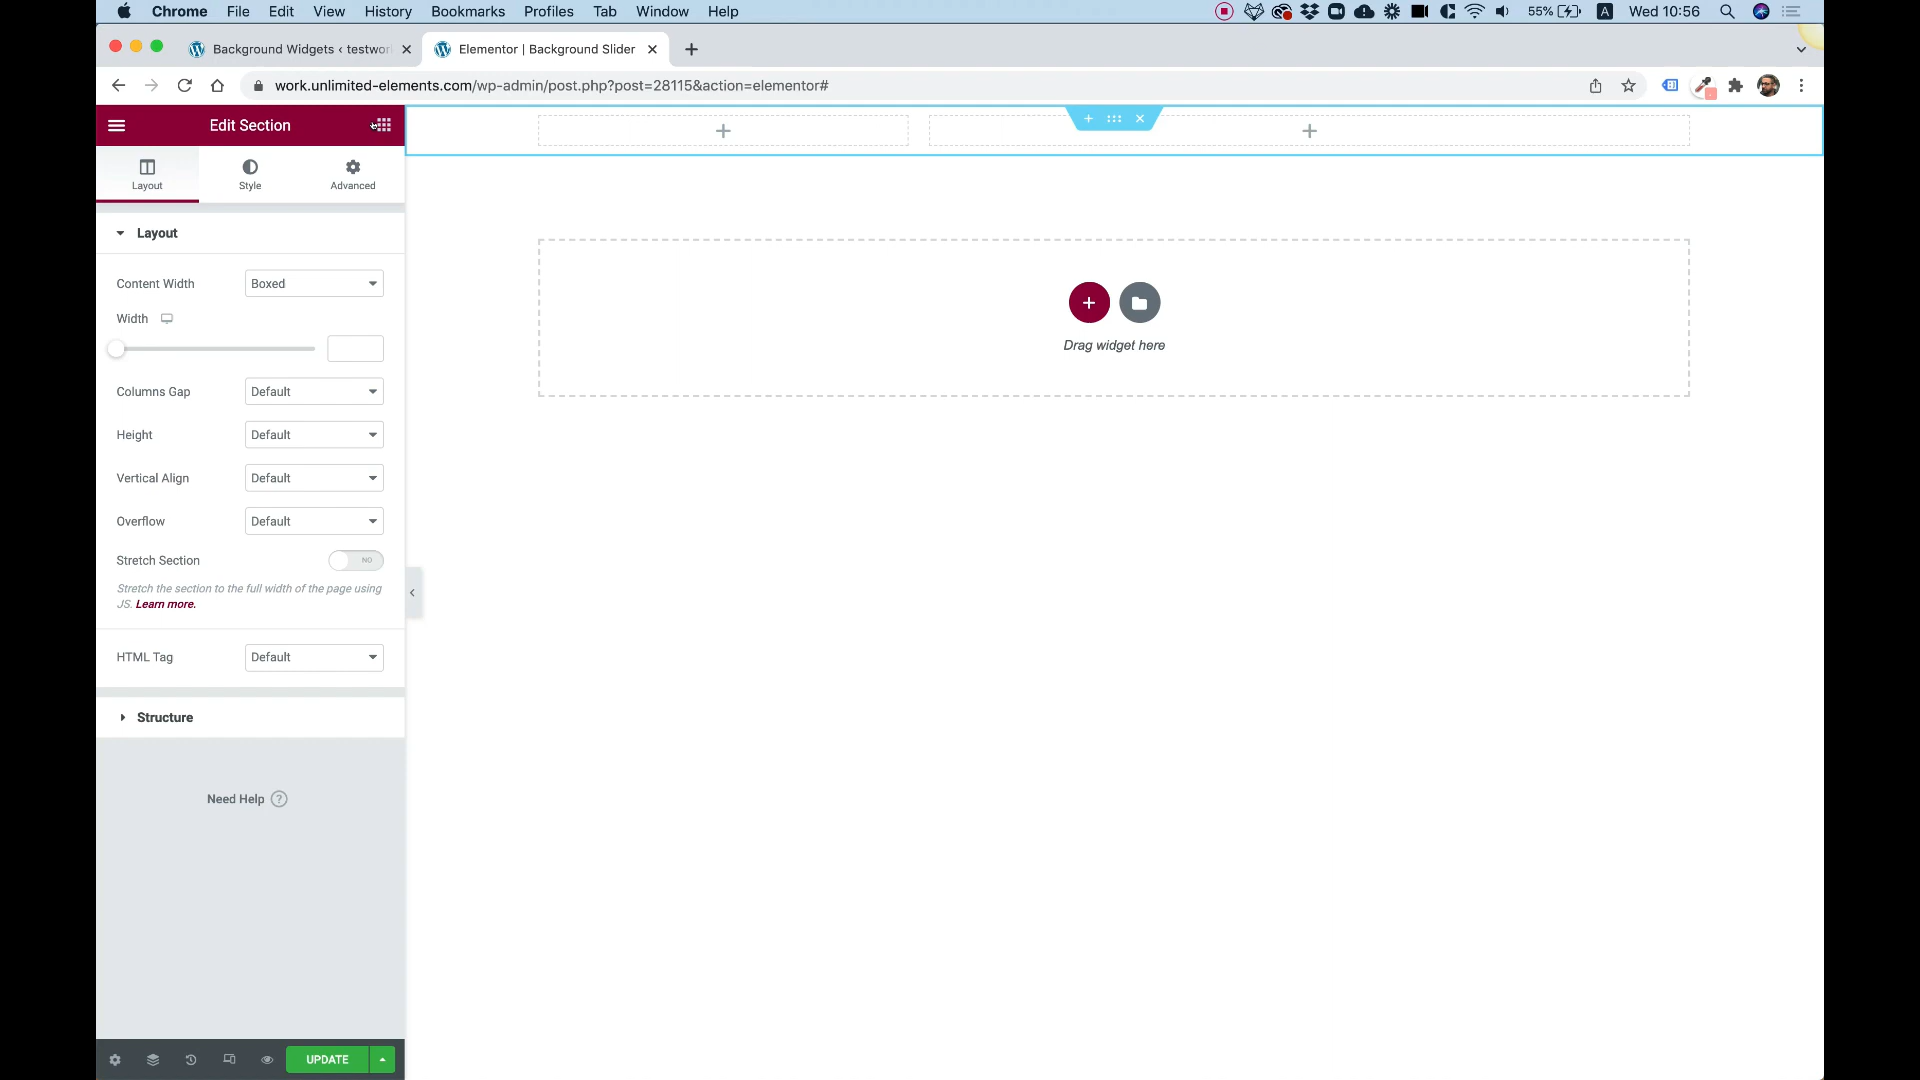 Chrome File Edit View History Bookmarks Profiles Tab Window Help 55% A Wed 10:56
Background Widgets ‹ testwor Elementor | Background Slider
work.unlimited-elements.com/wp-admin/post.php?post=28115&action=elementor#
Edit Section
Layout Style Advanced
Layout
Content Width Boxed
Width
Columns Gap Default
Height Default
Vertical Align Default
Overflow Default
Stretch Section NO
Stretch the section to the full width of the page using
JS. Learn more.
HTML Tag Default
Structure
Need Help ?
UPDATE
Drag widget here